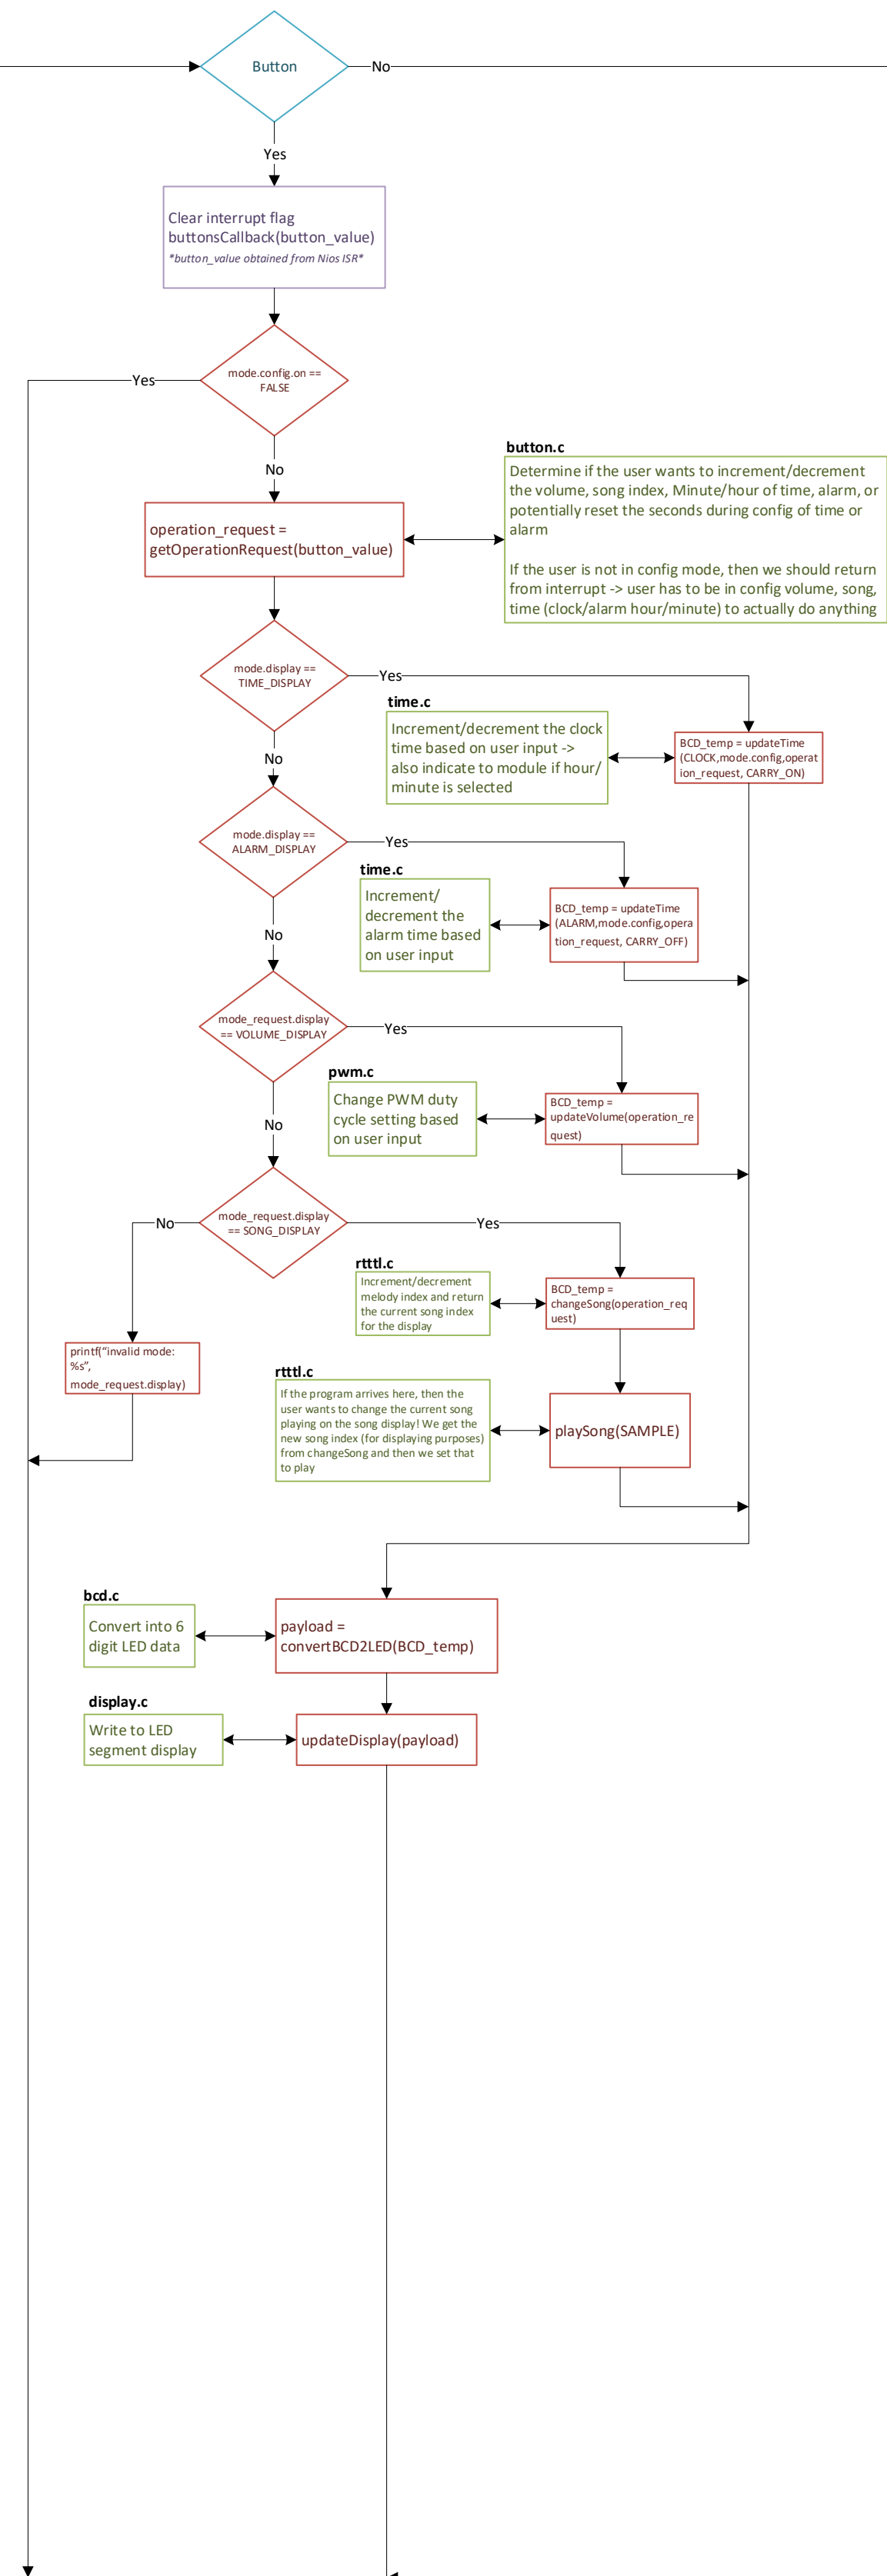 Button
No
Yes
Clear interrupt flag
buttonsCallback(button_value)
*button_value obtained from Nios ISR*
mode.config.on ==
FALSE
Yes
No
operation_request =
getOperationRequest(button_value)
button.c
Determine if the user wants to increment/decrement
the volume, song index, Minute/hour of time, alarm, or
potentially reset the seconds during config of time or
alarm
If the user is not in config mode, then we should return
from interrupt -> user has to be in config volume, song,
time (clock/alarm hour/minute) to actually do anything
mode.display ==
TIME_DISPLAY
Yes
No
time.c
Increment/decrement the clock
time based on user input ->
also indicate to module if hour/
minute is selected
BCD_temp = updateTime
(CLOCK,mode.config,operat
ion_request, CARRY_ON)
mode.display ==
ALARM_DISPLAY
Yes
No
time.c
Increment/
decrement the
alarm time based
on user input
BCD_temp = updateTime
(ALARM,mode.config,opera
tion_request, CARRY_OFF)
mode_request.display
== VOLUME_DISPLAY
Yes
No
pwm.c
Change PWM duty
cycle setting based
on user input
BCD_temp =
updateVolume(operation_re
quest)
mode_request.display
== SONG_DISPLAY
No
Yes
rtttl.c
Increment/decrement
melody index and return
the current song index
for the display
BCD_temp =
changeSong(operation_req
uest)
printf("invalid mode:
%s",
mode_request.display)
rtttl.c
If the program arrives here, then the
user wants to change the current song
playing on the song display! We get the
new song index (for displaying purposes)
from changeSong and then we set that
to play
playSong(SAMPLE)
bcd.c
Convert into 6
digit LED data
payload =
convertBCD2LED(BCD_temp)
display.c
Write to LED
segment display
updateDisplay(payload)